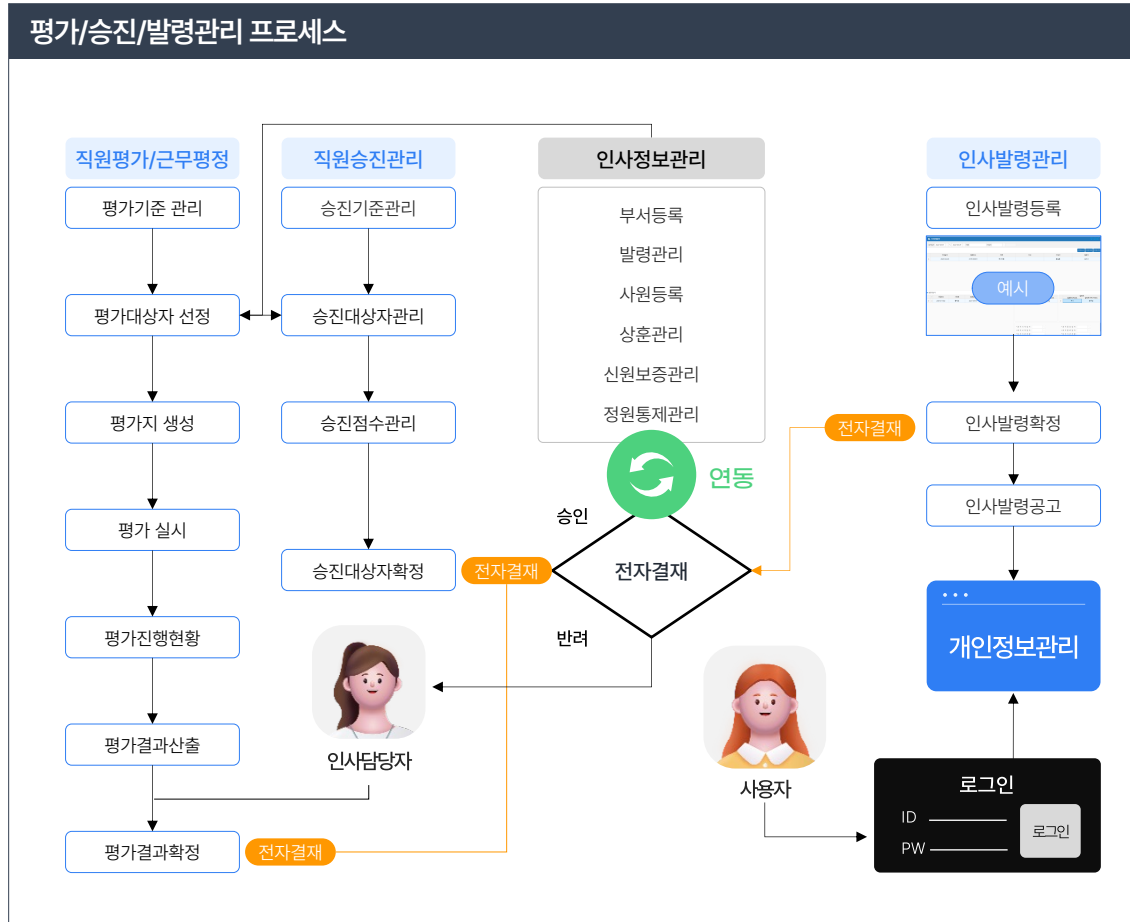 평가/승진/발령관리 프로세스
직원평가/근무평정
평가기준 관리
평가대상자 선정
평가지 생성
평가 실시
평가진행현황
평가결과산출
평가결과확정
전자결재
직원승진관리
승진기준관리
승진대상자관리
승진점수관리
승진대상자확정
전자결재
인사담당자
인사정보관리
부서등록
발령관리
사원등록
상훈관리
신원보증관리
정원통제관리
연동
승인
전자결재
반려
사용자
인사발령관리
인사발령등록
예시
전자결재
인사발령확정
인사발령공고
개인정보관리
로그인
ID
PW
로그인